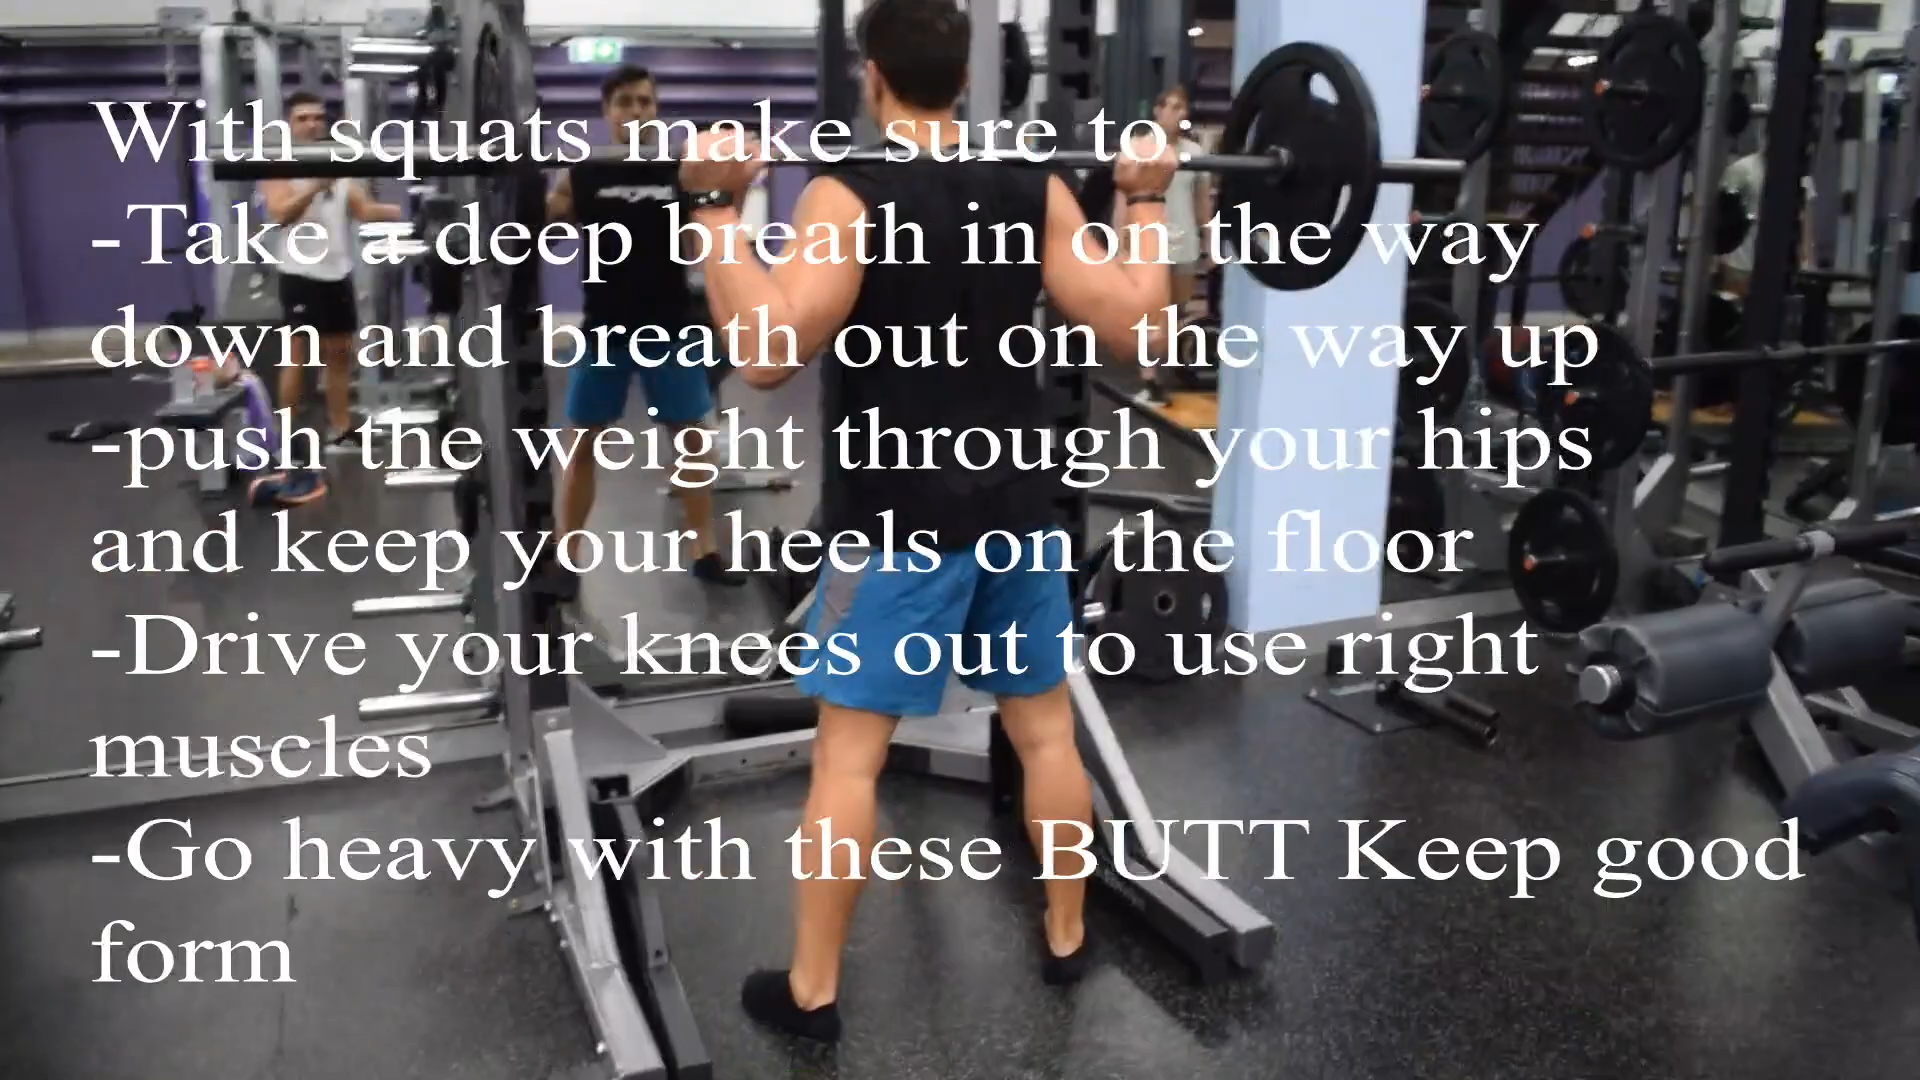 With squats make sure to:
-Take a deep breath in on the way
down and breath out on the way up
-push the weight through your hips
and keep your heels on the floor
-Drive your knees out to use right
muscles
-Go heavy with these BUTT Keep good
form